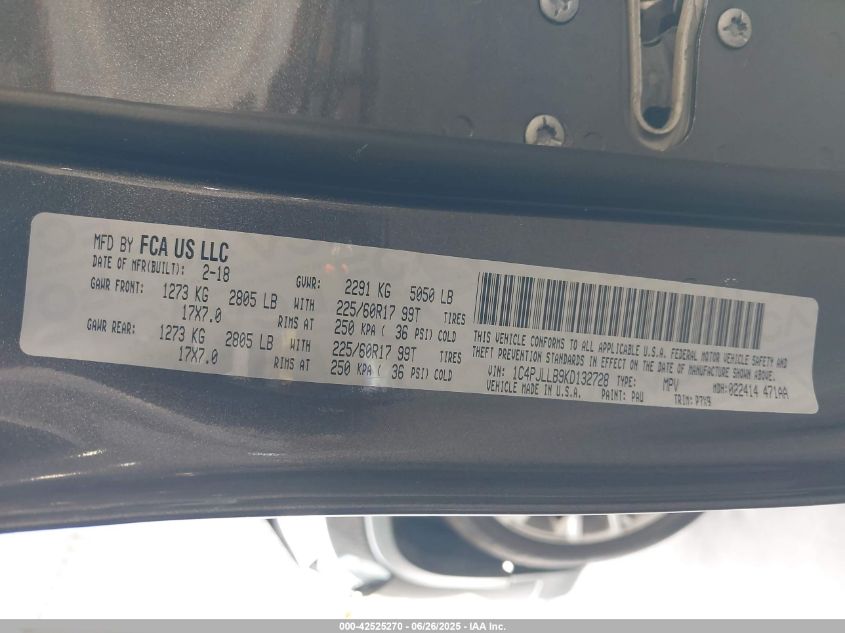 MFD BY FCA US LLC
DATE OF MFR(BUILT): 2-18 GVWR: 2291 KG 5050 LB
GAWR FRONT: 1273 KG 2805 LB WITH 225/60R17 99T TIRES
17X7.0 RIMS AT 250 KPA ( 36 PSI) COLD
GAWR REAR: 1273 KG 2805 LB WITH 225/60R17 99T TIRES
17X7.0 RIMS AT 250 KPA ( 36 PSI) COLD
THIS VEHICLE CONFORMS TO ALL APPLICABLE U.S.A. FEDERAL MOTOR VEHICLE SAFETY AND
THEFT PREVENTION STANDARDS IN EFFECT ON THE DATE OF MANUFACTURE SHOWN ABOVE.
VIN: 1C4PJLLB9KD132728 TYPE: MPV MDH:022414 471AA
VEHICLE MADE IN U.S.A. PAINT: PAU TRIM: P7X9
000-42525270 - 06/26/2025 - IAA Inc.